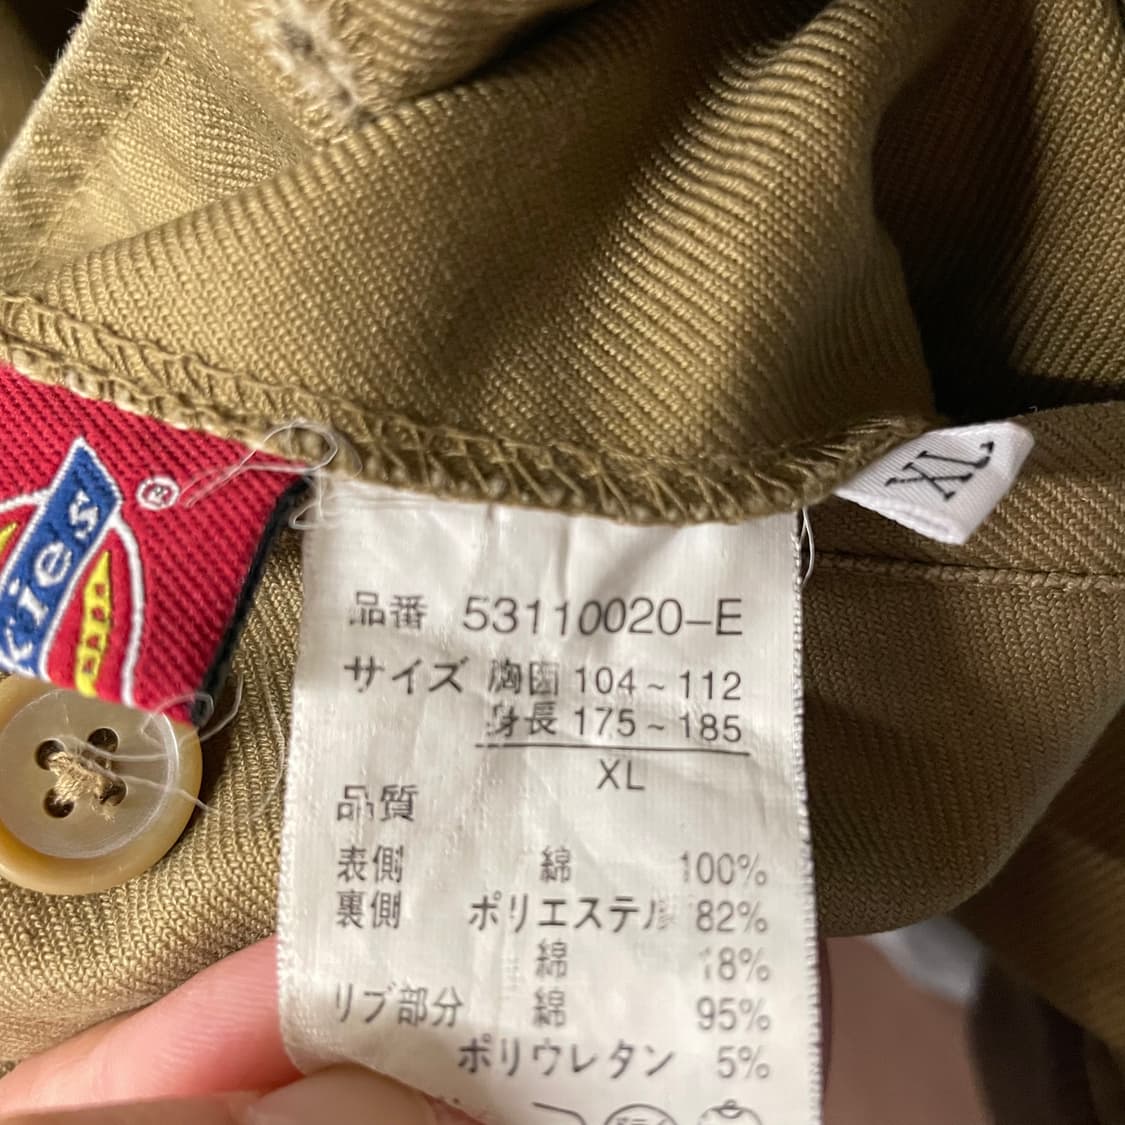 XL
kies
®
品番 53110020-E
サイズ 胸囲 104~112
身長 175~185
XL
品質
表側 綿 100%
裏側 ポリエステル 82%
綿 18%
リブ部分 綿 95%
ポリウレタン 5%